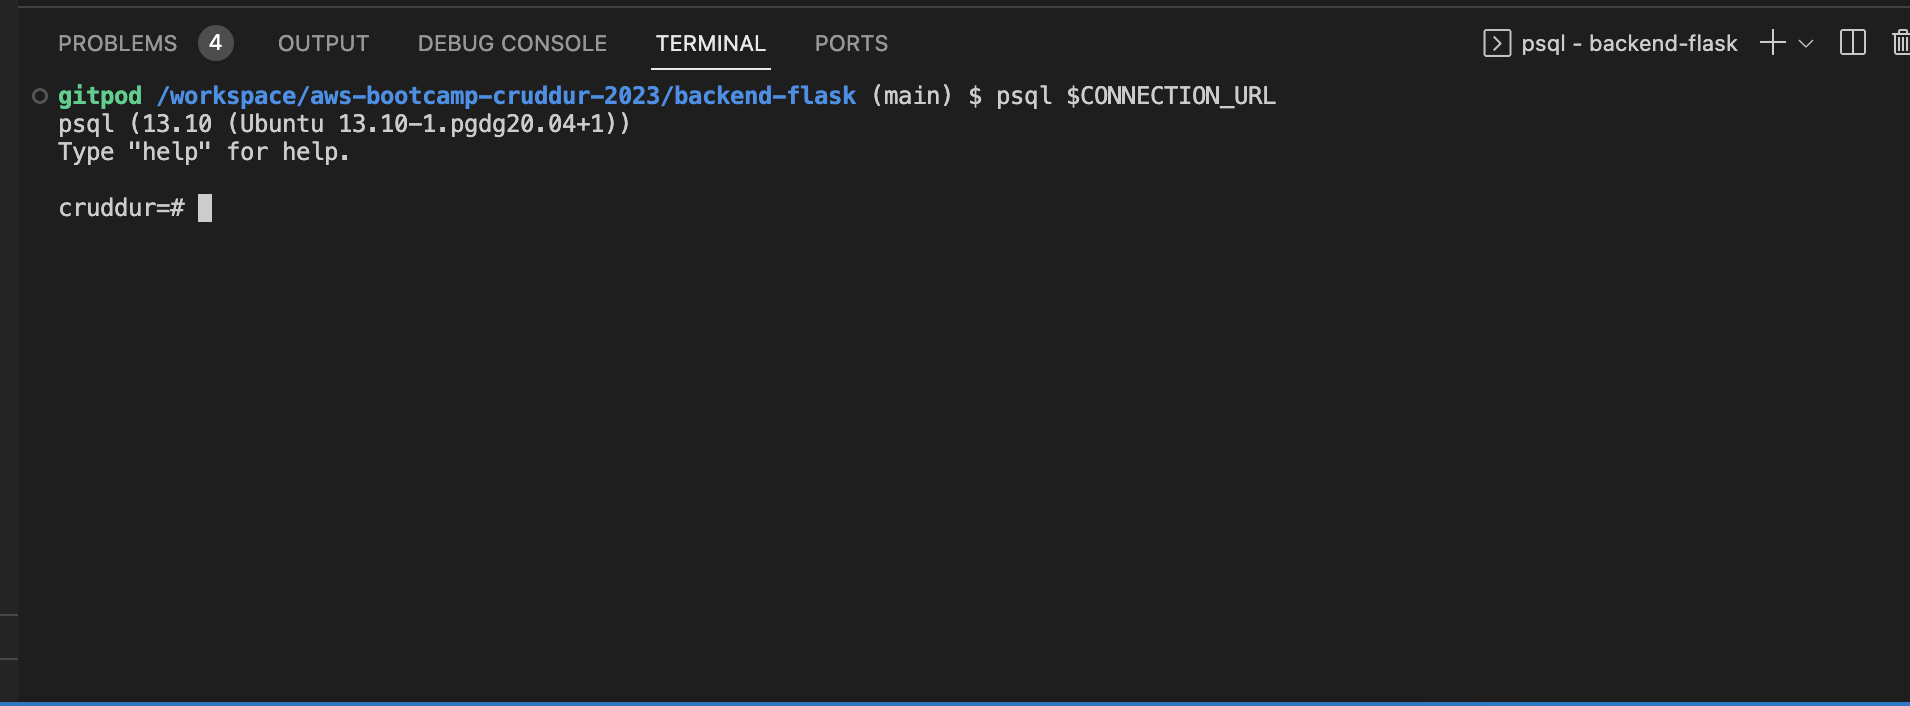 PROBLEMS 4 OUTPUT DEBUG CONSOLE TERMINAL PORTS psql - backend-flask
gitpod /workspace/aws-bootcamp-cruddur-2023/backend-flask (main) $ psql $CONNECTION_URL
psql (13.10 (Ubuntu 13.10-1.pgdg20.04+1))
Type "help" for help.
cruddur=#